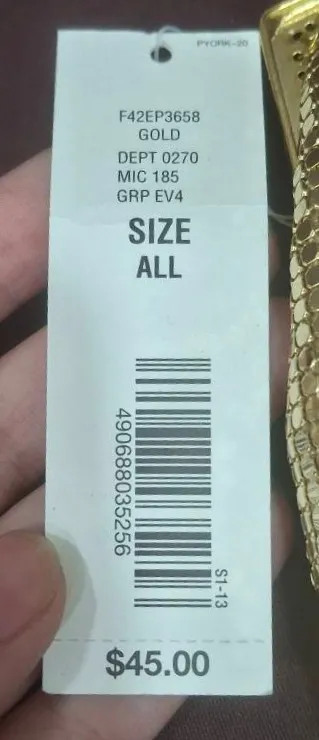 PYORK-20
F42EP3658
GOLD
DEPT 0270
MIC 185
GRP EV4
SIZE
ALL
490688035256
S1-13
$45.00